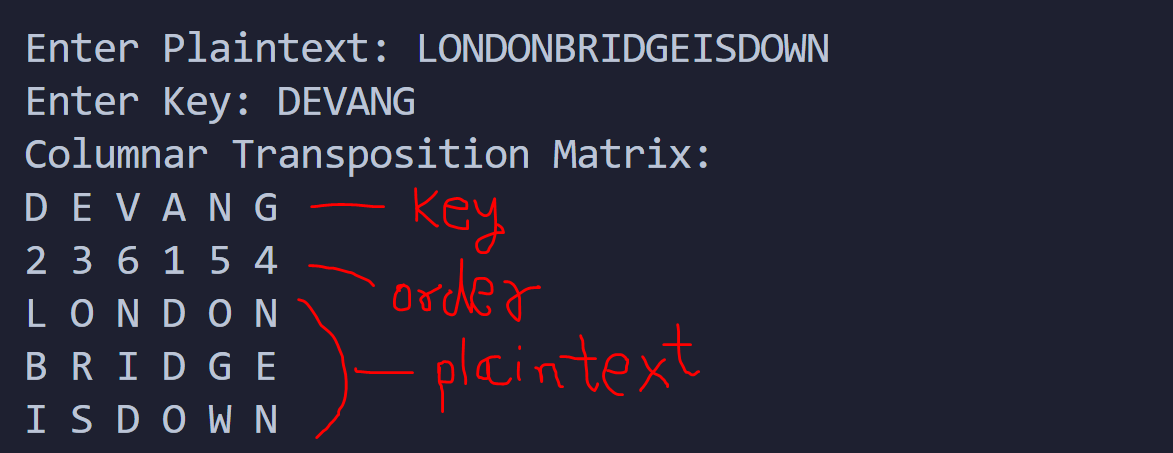 Enter Plaintext: LONDONBRIDGEISDOWN
Enter Key: DEVANG
Columnar Transposition Matrix:
D E V A N G key
2 3 6 1 5 4 order
L O N D O N
B R I D G E plaintext
I S D O W N